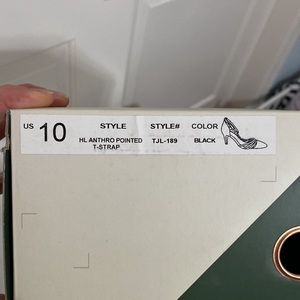 US 10 STYLE STYLE# COLOR
HL ANTHRO POINTED TJL-189 BLACK
T-STRAP